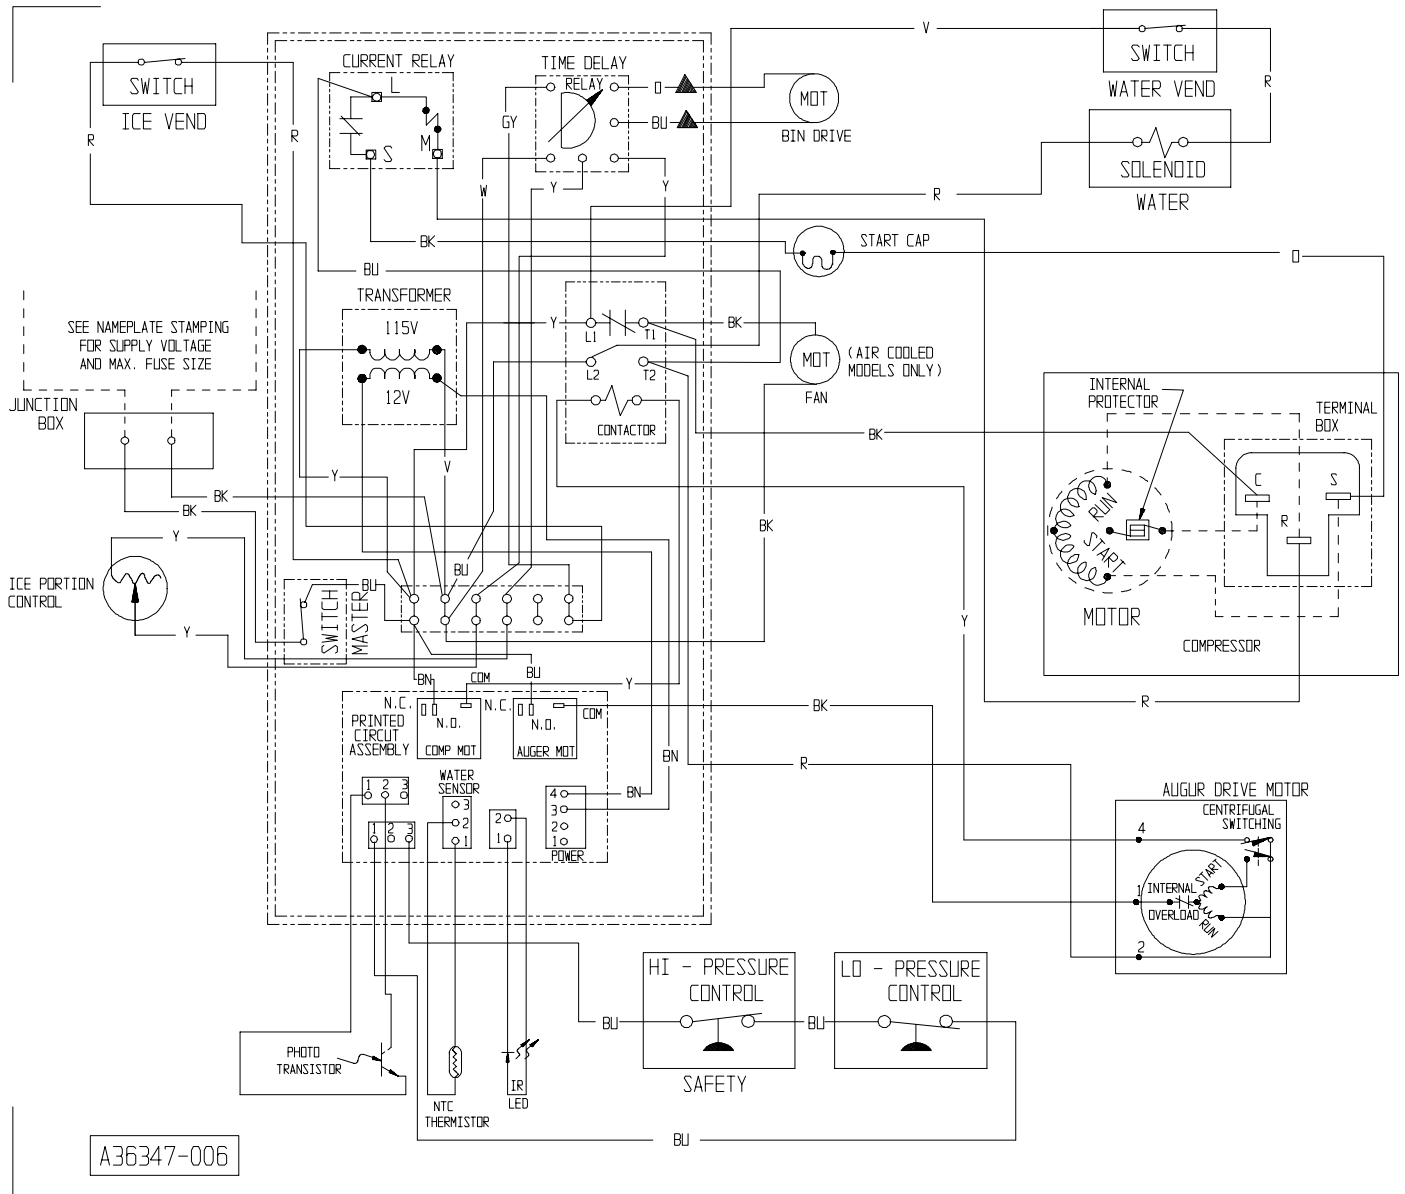 V
SWITCH
WATER VEND
R
SOLENOID
WATER
R
SWITCH
ICE VEND
R
R
CURRENT RELAY
L
S
M
TIME DELAY
RELAY
GY
O
BU
MOT
BIN DRIVE
W
Y
Y
BK
START CAP
O
BU
TRANSFORMER
115V
12V
SEE NAMEPLATE STAMPING
FOR SUPPLY VOLTAGE
AND MAX. FUSE SIZE
JUNCTION
BOX
Y
L1
T1
BK
L2
T2
CONTACTOR
MOT
(AIR COOLED
MODELS ONLY)
FAN
BK
INTERNAL
PROTECTOR
TERMINAL
BOX
C
S
R
RUN
START
MOTOR
COMPRESSOR
Y
V
BK
BK
BK
Y
ICE PORTION
CONTROL
Y
BU
SWITCH
MASTER
BU
Y
BN
COM
BU
Y
R
N.C.
N.O.
COMP MOT
N.C.
N.O.
COM
AUGER MOT
BK
PRINTED
CIRCUT
ASSEMBLY
BN
R
1 2 3
WATER
SENSOR
3
2
1
2
1
4
3
2
1
POWER
BN
1 2 3
AUGUR DRIVE MOTOR
CENTRIFUGAL
SWITCHING
4
1
INTERNAL
OVERLOAD
START
RUN
2
HI - PRESSURE
CONTROL
SAFETY
LO - PRESSURE
CONTROL
BU
BU
PHOTO
TRANSISTOR
NTC
THERMISTOR
IR
LED
BU
A36347-006